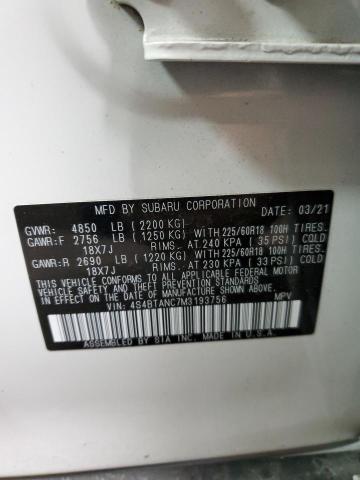 MFD BY SUBARU CORPORATION DATE: 03/21
GVWR: 4850 LB (2200 KG)
GAWR:F 2756 LB (1250 KG) WITH 225/60R18 100H TIRES.
18X7J RIMS. AT 240 KPA (35 PSI) COLD
GAWR:R 2690 LB (1220 KG) WITH 225/60R18 100H TIRES.
18X7J RIMS. AT 230 KPA (33 PSI) COLD
THIS VEHICLE CONFORMS TO ALL APPLICABLE FEDERAL MOTOR
VEHICLE SAFETY, BUMPER, AND THEFT PREVENTION STANDARDS
IN EFFECT ON THE DATE OF MANUFACTURE SHOWN ABOVE.
VIN: 4S4BTANC7M3193756 MPV
ASSEMBLED BY SIA INC. MADE IN U.S.A.